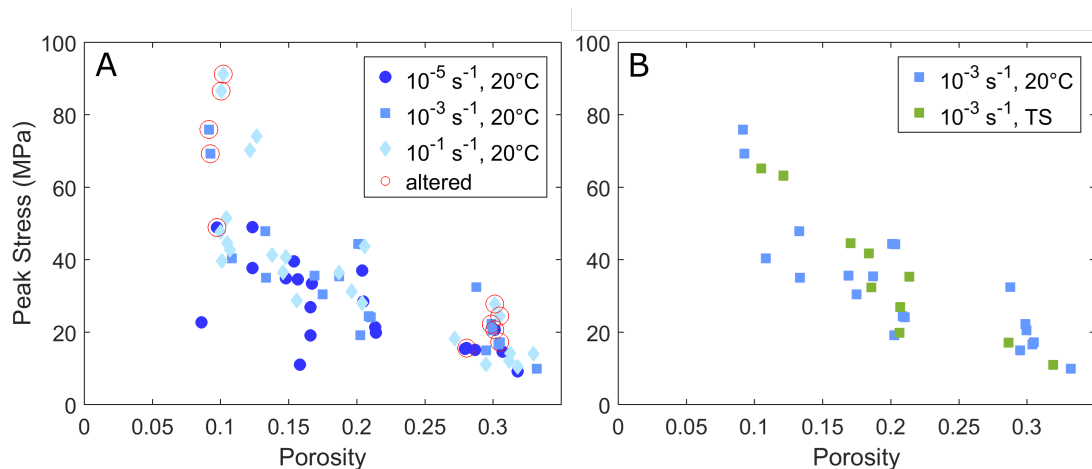 A
10⁻⁵ s⁻¹, 20°C
10⁻³ s⁻¹, 20°C
10⁻¹ s⁻¹, 20°C
altered
100
80
60
40
20
0
Peak Stress (MPa)
0 0.05 0.1 0.15 0.2 0.25 0.3
Porosity
B
10⁻³ s⁻¹, 20°C
10⁻³ s⁻¹, TS
100
80
60
40
20
0
0 0.05 0.1 0.15 0.2 0.25 0.3
Porosity